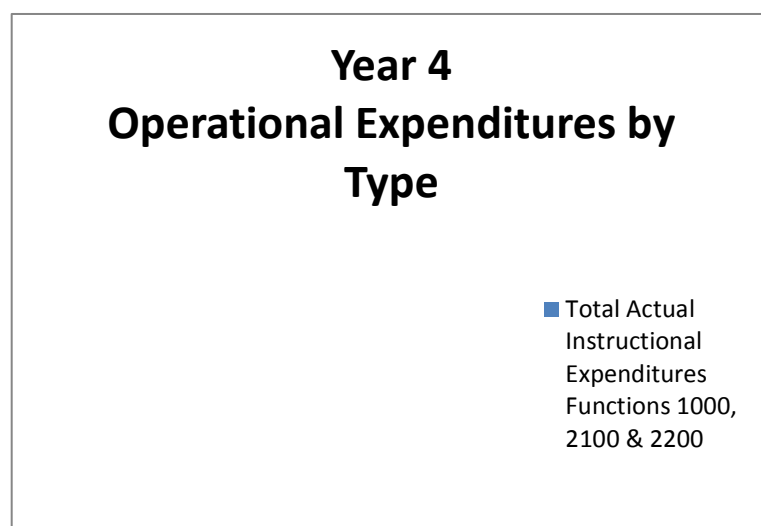 Year 4
Operational Expenditures by
Type
Total Actual
Instructional
Expenditures
Functions 1000,
2100 & 2200